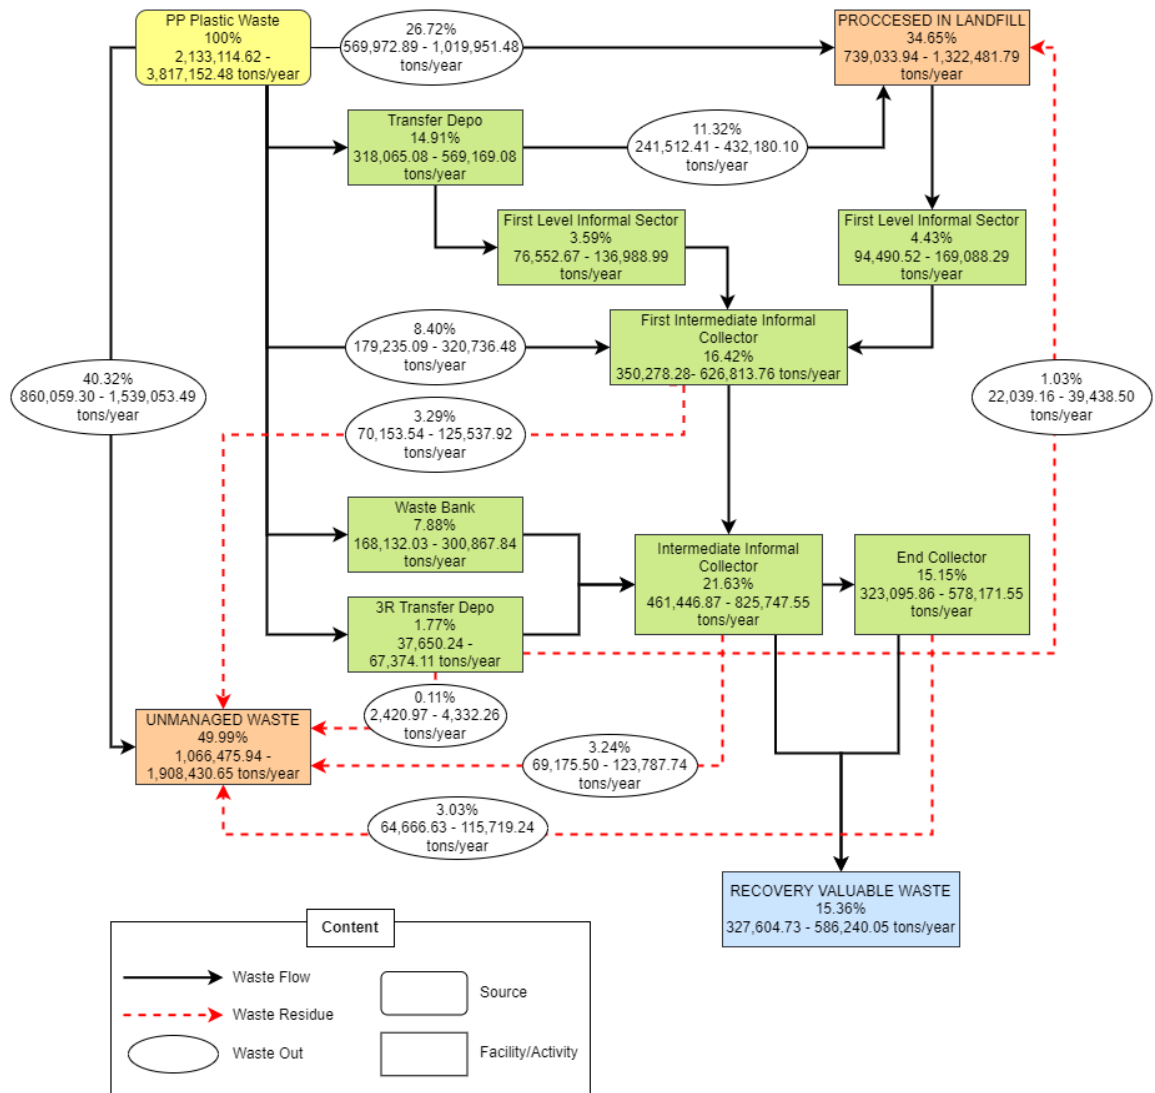 PP Plastic Waste
100%
2,133,114.62 -
3,817,152.48 tons/year
26.72%
569,972.89 - 1,019,951.48
tons/year
PROCCESED IN LANDFILL
34.65%
739,033.94 - 1,322,481.79
tons/year
Transfer Depo
14.91%
318,065.08 - 569,169.08
tons/year
11.32%
241,512.41 - 432,180.10
tons/year
First Level Informal Sector
3.59%
76,552.67 - 136,988.99
tons/year
First Level Informal Sector
4.43%
94,490.52 - 169,088.29
tons/year
8.40%
179,235.09 - 320,736.48
tons/year
First Intermediate Informal
Collector
16.42%
350,278.28- 626,813.76 tons/year
40.32%
860,059.30 - 1,539,053.49
tons/year
1.03%
22,039.16 - 39,438.50
tons/year
3.29%
70,153.54 - 125,537.92
tons/year
Waste Bank
7.88%
168,132.03 - 300,867.84
tons/year
Intermediate Informal
Collector
21.63%
461,446.87 - 825,747.55
tons/year
End Collector
15.15%
323,095.86 - 578,171.55
tons/year
3R Transfer Depo
1.77%
37,650.24 -
67,374.11 tons/year
0.11%
2,420.97 - 4,332.26
tons/year
UNMANAGED WASTE
49.99%
1,066,475.94 -
1,908,430.65 tons/year
3.24%
69,175.50 - 123,787.74
tons/year
3.03%
64,666.63 - 115,719.24
tons/year
RECOVERY VALUABLE WASTE
15.36%
327,604.73 - 586,240.05 tons/year
Content
Waste Flow
Source
Waste Residue
Waste Out
Facility/Activity